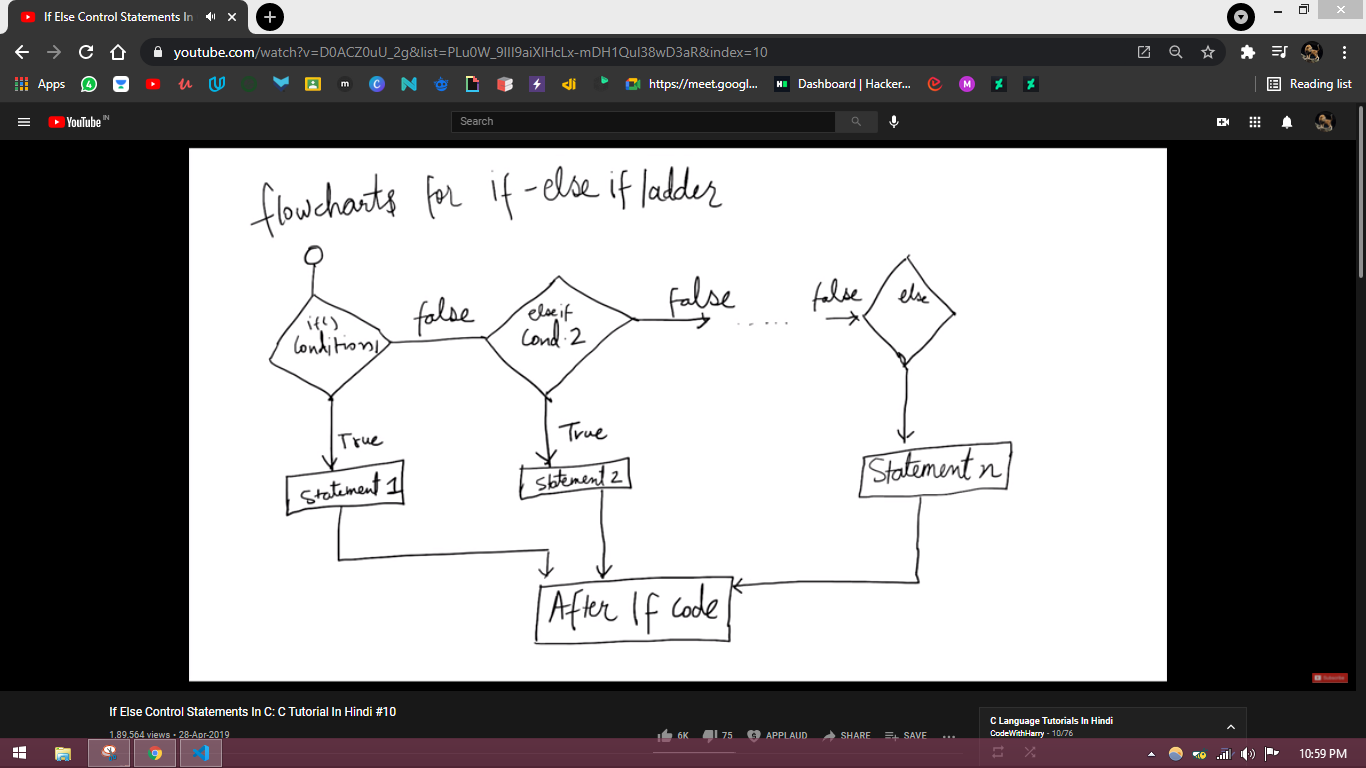 If Else Control Statements In
youtube.com/watch?v=D0ACZ0uU_2g&list=PLu0W_9lII9aiXlHcLx-mDH1Qul38wD3aR&index=10
Apps
https://meet.googl...
Dashboard | Hacker...
Reading list
YouTube IN
Search
flowcharts for if-else if ladder
if()
Conditions1
false
else if
Cond. 2
false
......
false
else
True
True
Statement 1
Statement 2
Statement n
After If code
Subscribe
If Else Control Statements In C: C Tutorial In Hindi #10
1,89,564 views • 28-Apr-2019
6K
75
APPLAUD
SHARE
SAVE
...
C Language Tutorials In Hindi
CodeWithHarry - 10/76
10:59 PM